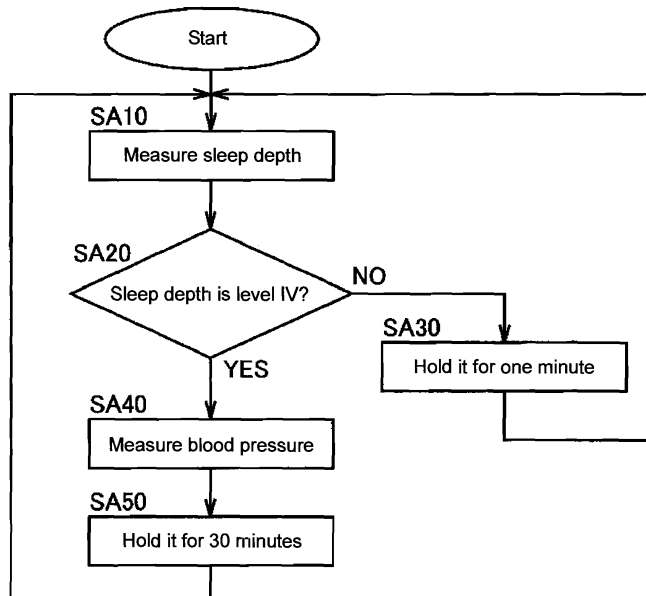 Start
SA10
Measure sleep depth
SA20
Sleep depth is level IV?
NO
YES
SA30
Hold it for one minute
SA40
Measure blood pressure
SA50
Hold it for 30 minutes